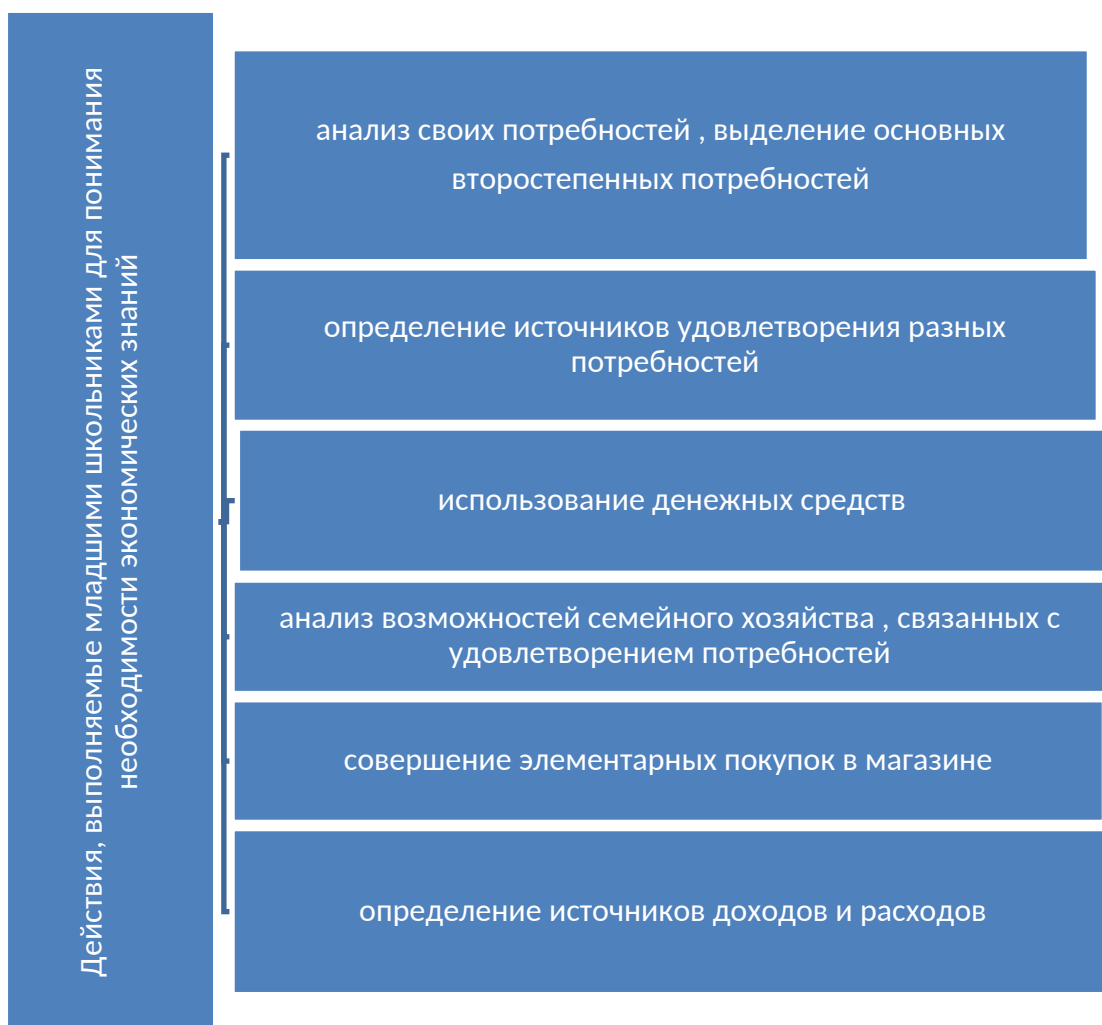 Действия, выполняемые младшими школьниками для понимания
необходимости экономических знаний
анализ своих потребностей , выделение основных
второстепенных потребностей
определение источников удовлетворения разных
потребностей
использование денежных средств
анализ возможностей семейного хозяйства , связанных с
удовлетворением потребностей
совершение элементарных покупок в магазине
определение источников доходов и расходов